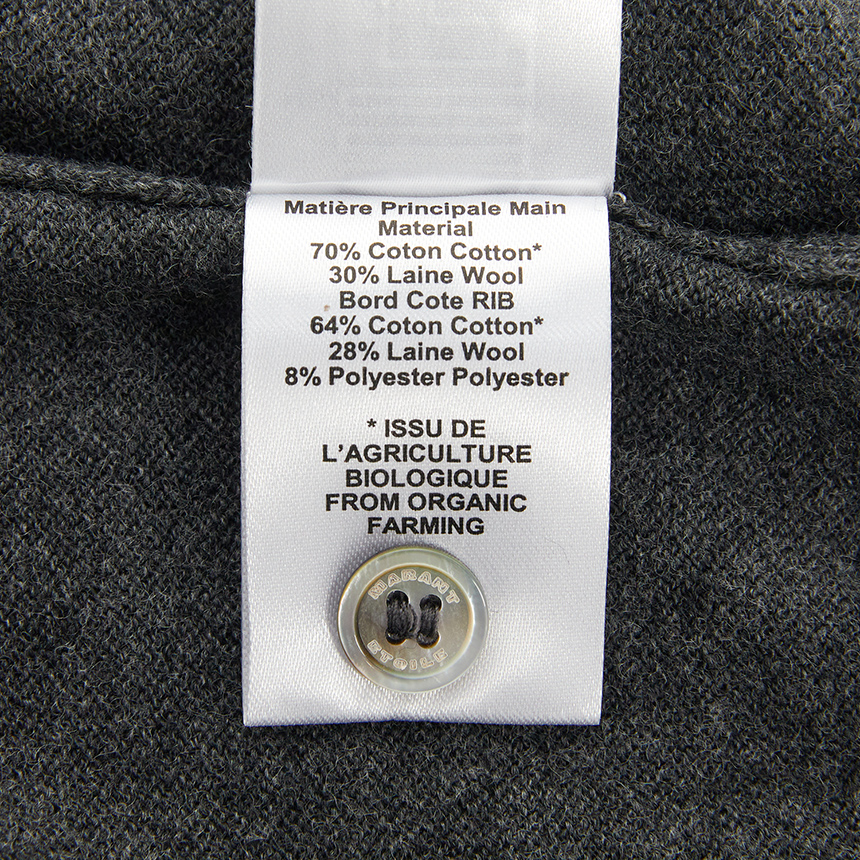 Matière Principale Main
Material
70% Coton Cotton*
30% Laine Wool
Bord Cote RIB
64% Coton Cotton*
28% Laine Wool
8% Polyester Polyester
* ISSU DE
L'AGRICULTURE
BIOLOGIQUE
FROM ORGANIC
FARMING
MARANT
ETOILE